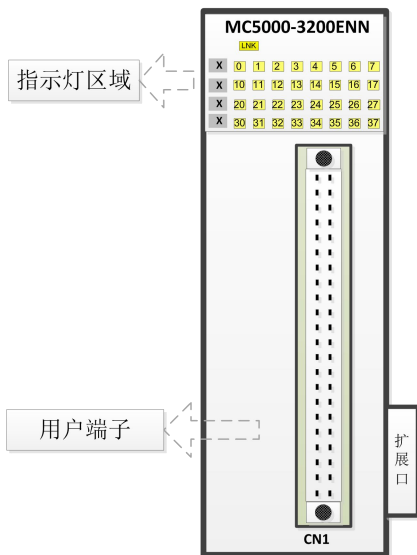 MC5000-3200ENN
LNK
X 0 1 2 3 4 5 6 7
指示灯区域
X 10 11 12 13 14 15 16 17
X 20 21 22 23 24 25 26 27
X 30 31 32 33 34 35 36 37
用户端子
扩展口
CN1